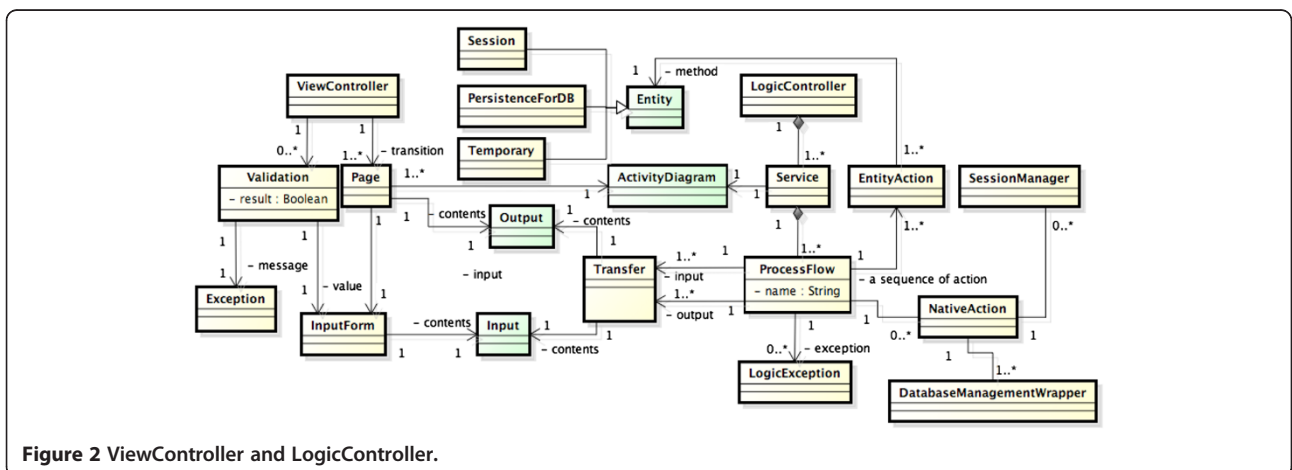 Session
1
- method
ViewController
PersistenceForDB
Entity
LogicController
1
1
1
0..*
1..*
- transition
Temporary
1..*
1..*
Validation
- result : Boolean
Page
1..*
1
ActivityDiagram
1
1
Service
EntityAction
SessionManager
- contents
1
Output
1
- contents
1
1..*
0..*
1
1
1
1
1
1
1..*
1
1..*
1
- message
- input
Transfer
- input
ProcessFlow
- name : String
- a sequence of action
1
1
- value
1
1..*
- output
1
1
NativeAction
Exception
InputForm
- contents
Input
1
1
0..*
1
1
1
- contents
0..*
- exception
1
1..*
LogicException
DatabaseManagementWrapper
Figure 2 ViewController and LogicController.